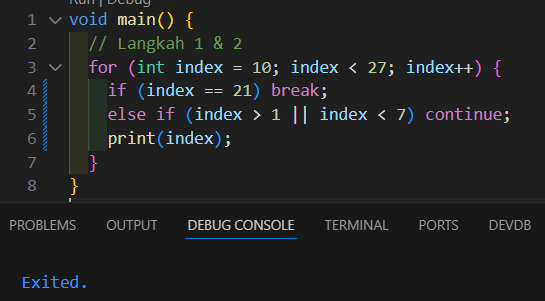 Run | Debug
1 void main() {
2 // Langkah 1 & 2
3 for (int index = 10; index < 27; index++) {
4 if (index == 21) break;
5 else if (index > 1 || index < 7) continue;
6 print(index);
7 }
8 }
PROBLEMS OUTPUT DEBUG CONSOLE TERMINAL PORTS DEVDB
Exited.